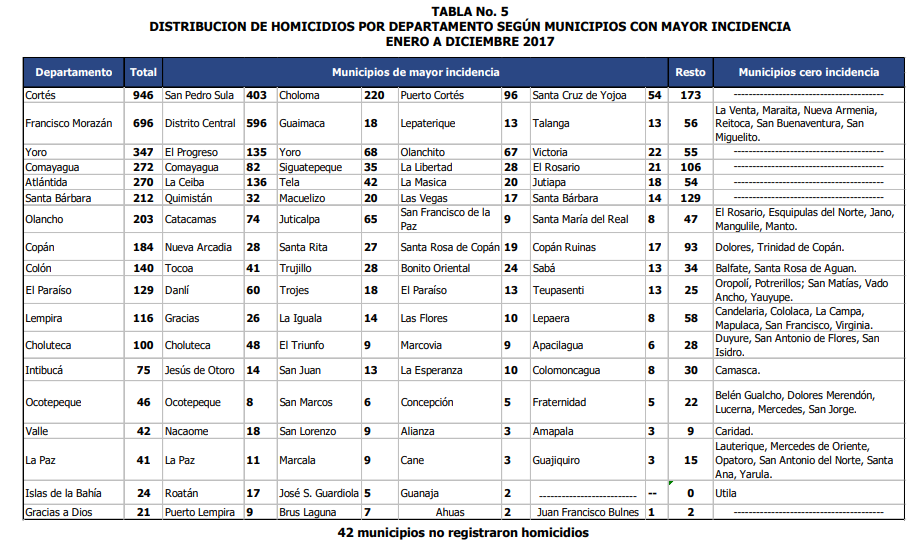 TABLA No. 5
DISTRIBUCION DE HOMICIDIOS POR DEPARTAMENTO SEGÚN MUNICIPIOS CON MAYOR INCIDENCIA
ENERO A DICIEMBRE 2017
Departamento Total Municipios de mayor incidencia Resto Municipios cero incidencia
Cortés 946 San Pedro Sula 403 Choloma 220 Puerto Cortés 96 Santa Cruz de Yojoa 54 173 ----------------------------------------
Francisco Morazán 696 Distrito Central 596 Guaimaca 18 Lepaterique 13 Talanga 13 56 La Venta, Maraita, Nueva Armenia,
Reitoca, San Buenaventura, San
Miguelito.
Yoro 347 El Progreso 135 Yoro 68 Olanchito 67 Victoria 22 55 ----------------------------------------
Comayagua 272 Comayagua 82 Siguatepeque 35 La Libertad 28 El Rosario 21 106 ----------------------------------------
Atlántida 270 La Ceiba 136 Tela 42 La Masica 20 Jutiapa 18 54 ----------------------------------------
Santa Bárbara 212 Quimistán 32 Macuelizo 20 Las Vegas 17 Santa Bárbara 14 129 ----------------------------------------
Olancho 203 Catacamas 74 Juticalpa 65 San Francisco de la
Paz 9 Santa María del Real 8 47 El Rosario, Esquipulas del Norte, Jano,
Mangulile, Manto.
Copán 184 Nueva Arcadia 28 Santa Rita 27 Santa Rosa de Copán 19 Copán Ruinas 17 93 Dolores, Trinidad de Copán.
Colón 140 Tocoa 41 Trujillo 28 Bonito Oriental 24 Sabá 13 34 Balfate, Santa Rosa de Aguan.
El Paraíso 129 Danlí 60 Trojes 18 El Paraíso 13 Teupasenti 13 25 Oropolí, Potrerillos; San Matías, Vado
Ancho, Yauyupe.
Lempira 116 Gracias 26 La Iguala 14 Las Flores 10 Lepaera 8 58 Candelaria, Cololaca, La Campa,
Mapulaca, San Francisco, Virginia.
Choluteca 100 Choluteca 48 El Triunfo 9 Marcovia 9 Apacilagua 6 28 Duyure, San Antonio de Flores, San
Isidro.
Intibucá 75 Jesús de Otoro 14 San Juan 13 La Esperanza 10 Colomoncagua 8 30 Camasca.
Ocotepeque 46 Ocotepeque 8 San Marcos 6 Concepción 5 Fraternidad 5 22 Belén Gualcho, Dolores Merendón,
Lucerna, Mercedes, San Jorge.
Valle 42 Nacaome 18 San Lorenzo 9 Alianza 3 Amapala 3 9 Caridad.
La Paz 41 La Paz 11 Marcala 9 Cane 3 Guajiquiro 3 15 Lauterique, Mercedes de Oriente,
Opatoro, San Antonio del Norte, Santa
Ana, Yarula.
Islas de la Bahía 24 Roatán 17 José S. Guardiola 5 Guanaja 2 -------------------------- -- 0 Utila
Gracias a Dios 21 Puerto Lempira 9 Brus Laguna 7 Ahuas 2 Juan Francisco Bulnes 1 2 ----------------------------------------
42 municipios no registraron homicidios